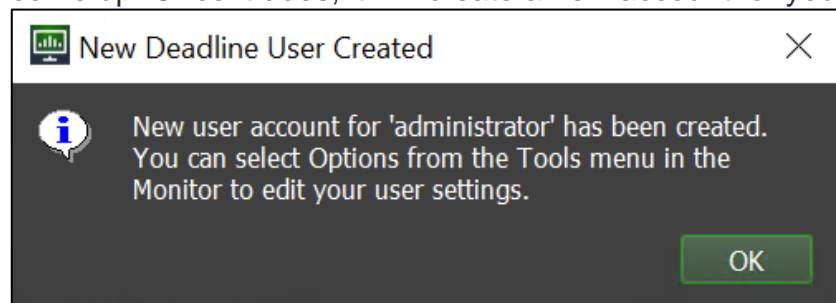 New Deadline User Created
New user account for 'administrator' has been created.
You can select Options from the Tools menu in the
Monitor to edit your user settings.
OK